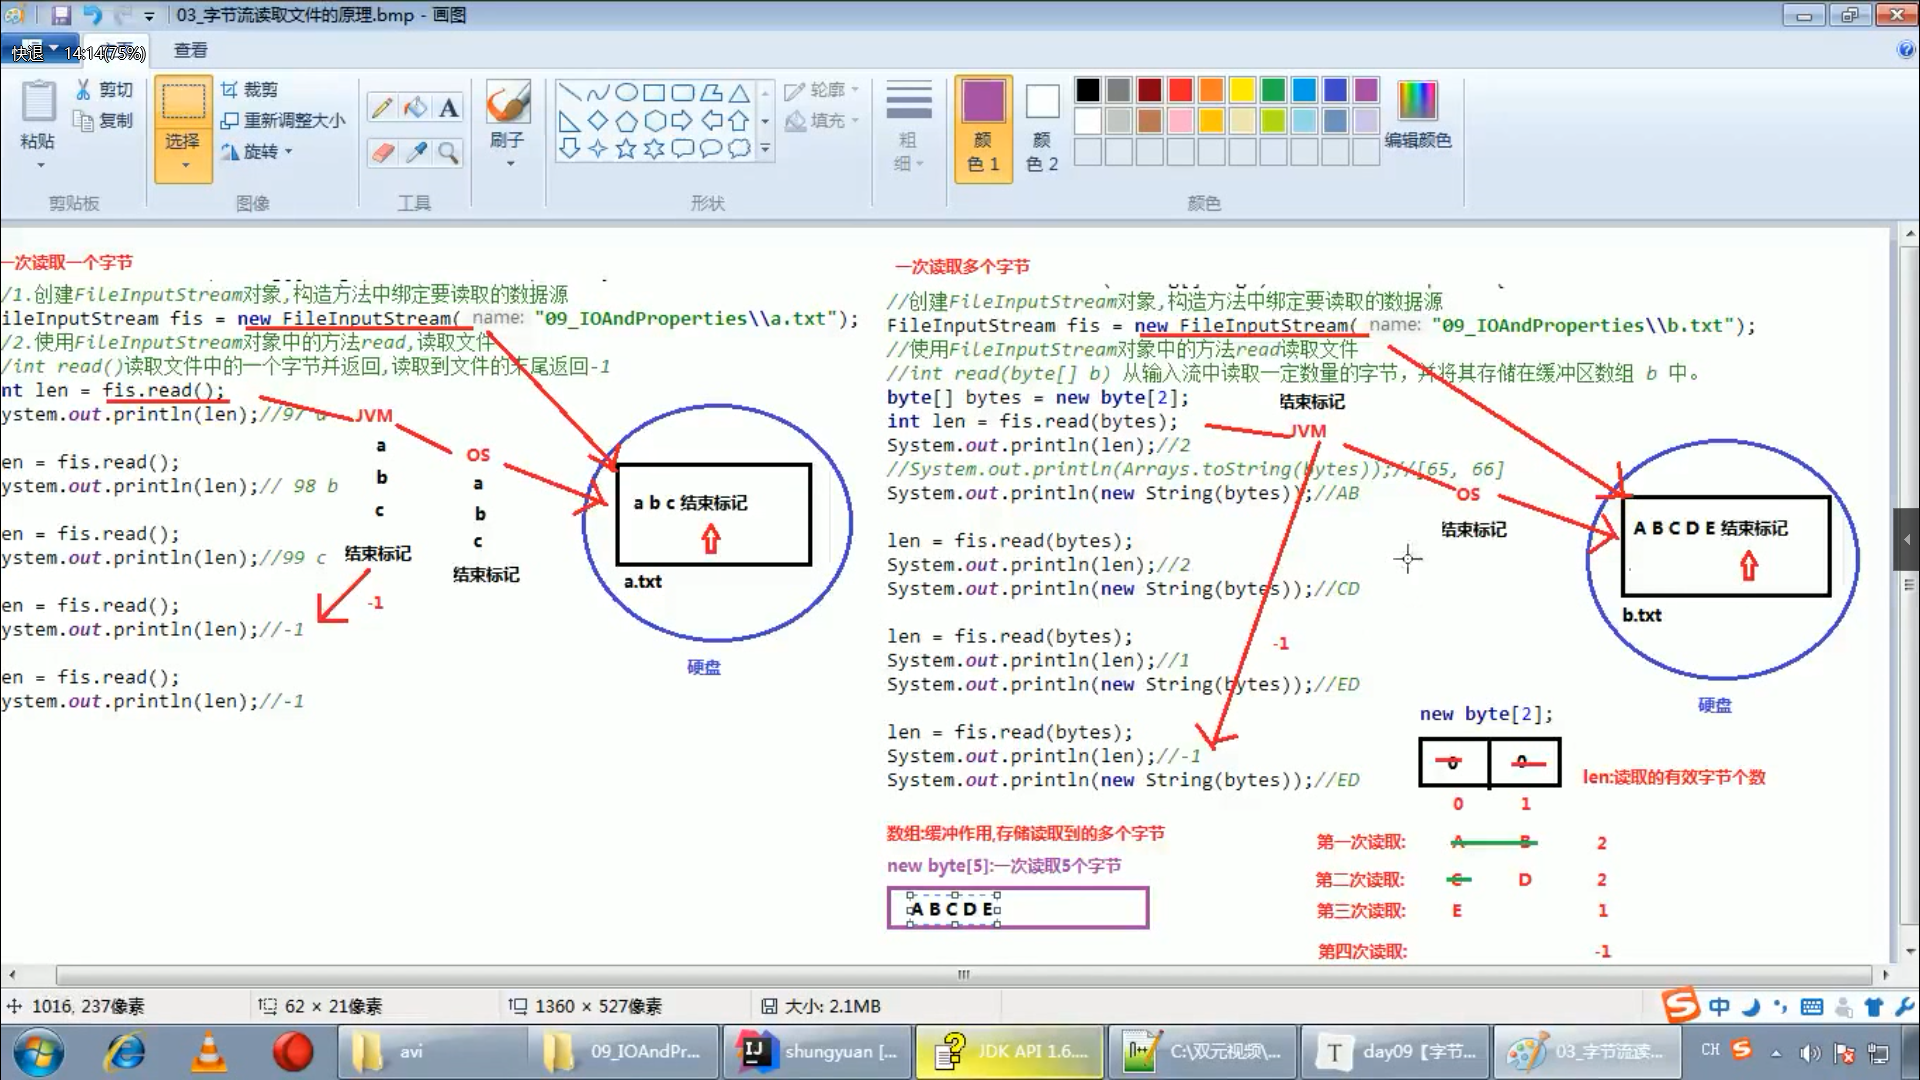 03_字节流读取文件的原理.bmp - 画图
快退 14:14(75%)
查看
粘贴
剪切
复制
剪贴板
选择
裁剪
重新调整大小
旋转
图像
A
工具
刷子
轮廓
填充
形状
粗细
颜色 1
颜色 2
编辑颜色
颜色
一次读取一个字节
/1.创建FileInputStream对象,构造方法中绑定要读取的数据源
ileInputStream fis = new FileInputStream( name: "09_IOAndProperties\\a.txt");
/2.使用FileInputStream对象中的方法read,读取文件
/int read()读取文件中的一个字节并返回,读取到文件的末尾返回-1
nt len = fis.read();
ystem.out.println(len);//97 a
en = fis.read();
ystem.out.println(len);// 98 b
en = fis.read();
ystem.out.println(len);//99 c
en = fis.read();
ystem.out.println(len);//-1
en = fis.read();
ystem.out.println(len);//-1
JVM
a
b
c
结束标记
-1
OS
a
b
c
结束标记
a b c 结束标记
a.txt
硬盘
一次读取多个字节
//创建FileInputStream对象,构造方法中绑定要读取的数据源
FileInputStream fis = new FileInputStream( name: "09_IOAndProperties\\b.txt");
//使用FileInputStream对象中的方法read读取文件
//int read(byte[] b) 从输入流中读取一定数量的字节，并将其存储在缓冲区数组 b 中。
byte[] bytes = new byte[2];
int len = fis.read(bytes);
System.out.println(len);//2
//System.out.println(Arrays.toString(bytes));//[65, 66]
System.out.println(new String(bytes));//AB
len = fis.read(bytes);
System.out.println(len);//2
System.out.println(new String(bytes));//CD
len = fis.read(bytes);
System.out.println(len);//1
System.out.println(new String(bytes));//ED
len = fis.read(bytes);
System.out.println(len);//-1
System.out.println(new String(bytes));//ED
结束标记
JVM
OS
结束标记
-1
A B C D E 结束标记
b.txt
硬盘
new byte[2];
0 0
0 1
len:读取的有效字节个数
数组:缓冲作用,存储读取到的多个字节
new byte[5]:一次读取5个字节
A B C D E
第一次读取: A B 2
第二次读取: C D 2
第三次读取: E 1
第四次读取: -1
1016, 237像素
62 × 21像素
1360 × 527像素
大小: 2.1MB
中
avi
09_IOAndPr...
shungyuan [...
JDK API 1.6....
C:\双元视频\...
day09【字节...
03_字节流读...
CH